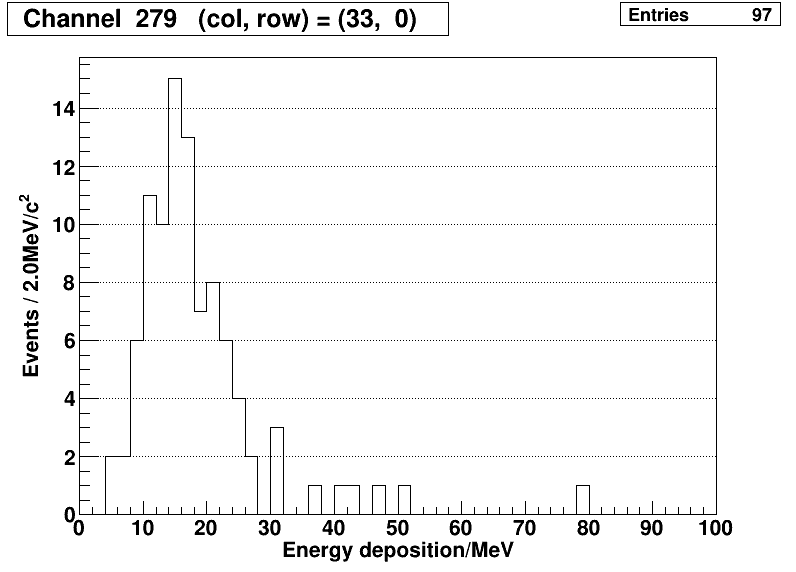 Channel 279 (col, row) = (33, 0)
Entries 97
Events / 2.0MeV/c²
14
12
10
8
6
4
2
0
0 10 20 30 40 50 60 70 80 90 100
Energy deposition/MeV